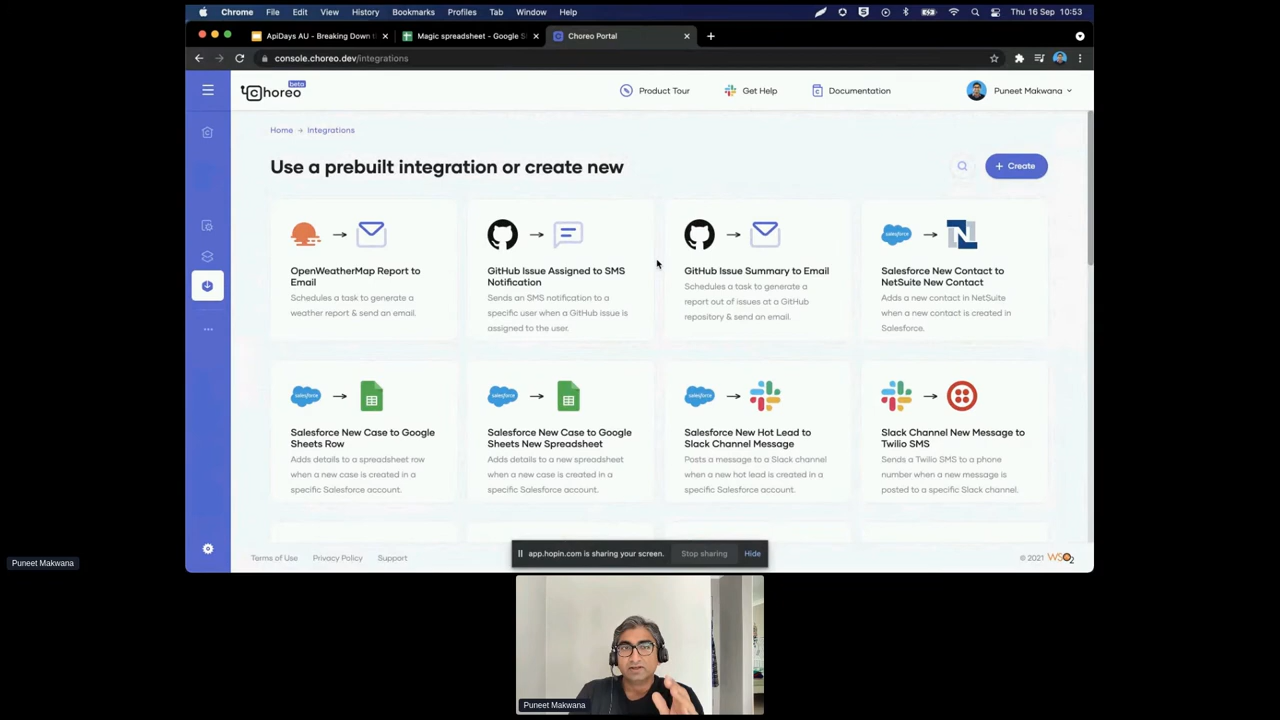 Chrome File Edit View History Bookmarks Profiles Tab Window Help Thu 16 Sep 10:53
ApiDays AU - Breaking Down t Magic spreadsheet - Google S Choreo Portal
console.choreo.dev/integrations
Choreo beta Product Tour Get Help Documentation Puneet Makwana
Home → Integrations
Use a prebuilt integration or create new
+ Create
OpenWeatherMap Report to
Email
Schedules a task to generate a
weather report & send an email.
GitHub Issue Assigned to SMS
Notification
Sends an SMS notification to a
specific user when a GitHub issue is
assigned to the user.
GitHub Issue Summary to Email
Schedules a task to generate a
report out of issues at a GitHub
repository & send an email.
salesforce
Salesforce New Contact to
NetSuite New Contact
Adds a new contact in NetSuite
when a new contact is created in
Salesforce.
salesforce
Salesforce New Case to Google
Sheets Row
Adds details to a spreadsheet row
when a new case is created in a
specific Salesforce account.
salesforce
Salesforce New Case to Google
Sheets New Spreadsheet
Adds details to a new spreadsheet
when a new case is created in a
specific Salesforce account.
salesforce
Salesforce New Hot Lead to
Slack Channel Message
Posts a message to a Slack channel
when a new hot lead is created in a
specific Salesforce account.
Slack Channel New Message to
Twilio SMS
Sends a Twilio SMS to a phone
number when a new message is
posted to a specific Slack channel.
app.hopin.com is sharing your screen. Stop sharing Hide
Terms of Use Privacy Policy Support © 2021 WSO2
Puneet Makwana
Puneet Makwana